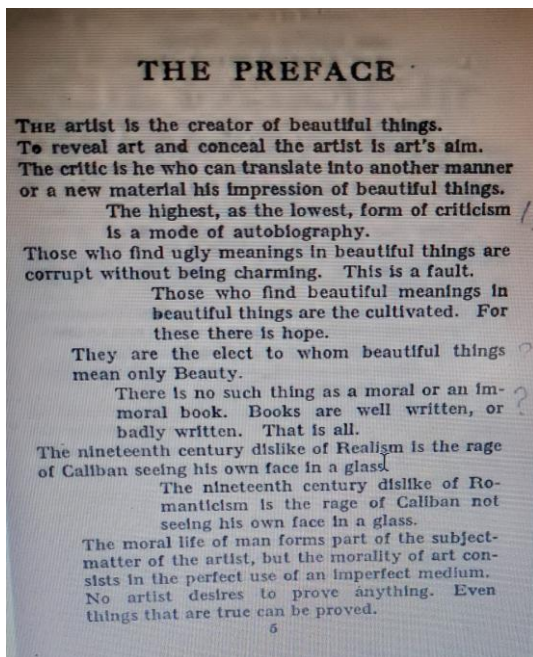 THE PREFACE
THE artist is the creator of beautiful things.
To reveal art and conceal the artist is art's aim.
The critic is he who can translate into another manner
or a new material his impression of beautiful things.
The highest, as the lowest, form of criticism /
is a mode of autobiography.
Those who find ugly meanings in beautiful things are
corrupt without being charming. This is a fault.
Those who find beautiful meanings in
beautiful things are the cultivated. For
these there is hope.
They are the elect to whom beautiful things ?
mean only Beauty.
There is no such thing as a moral or an im- ?
moral book. Books are well written, or
badly written. That is all.
The nineteenth century dislike of Realism is the rage
of Caliban seeing his own face in a glass.
The nineteenth century dislike of Ro-
manticism is the rage of Caliban not
seeing his own face in a glass.
The moral life of man forms part of the subject-
matter of the artist, but the morality of art con-
sists in the perfect use of an imperfect medium.
No artist desires to prove anything. Even
things that are true can be proved.
5